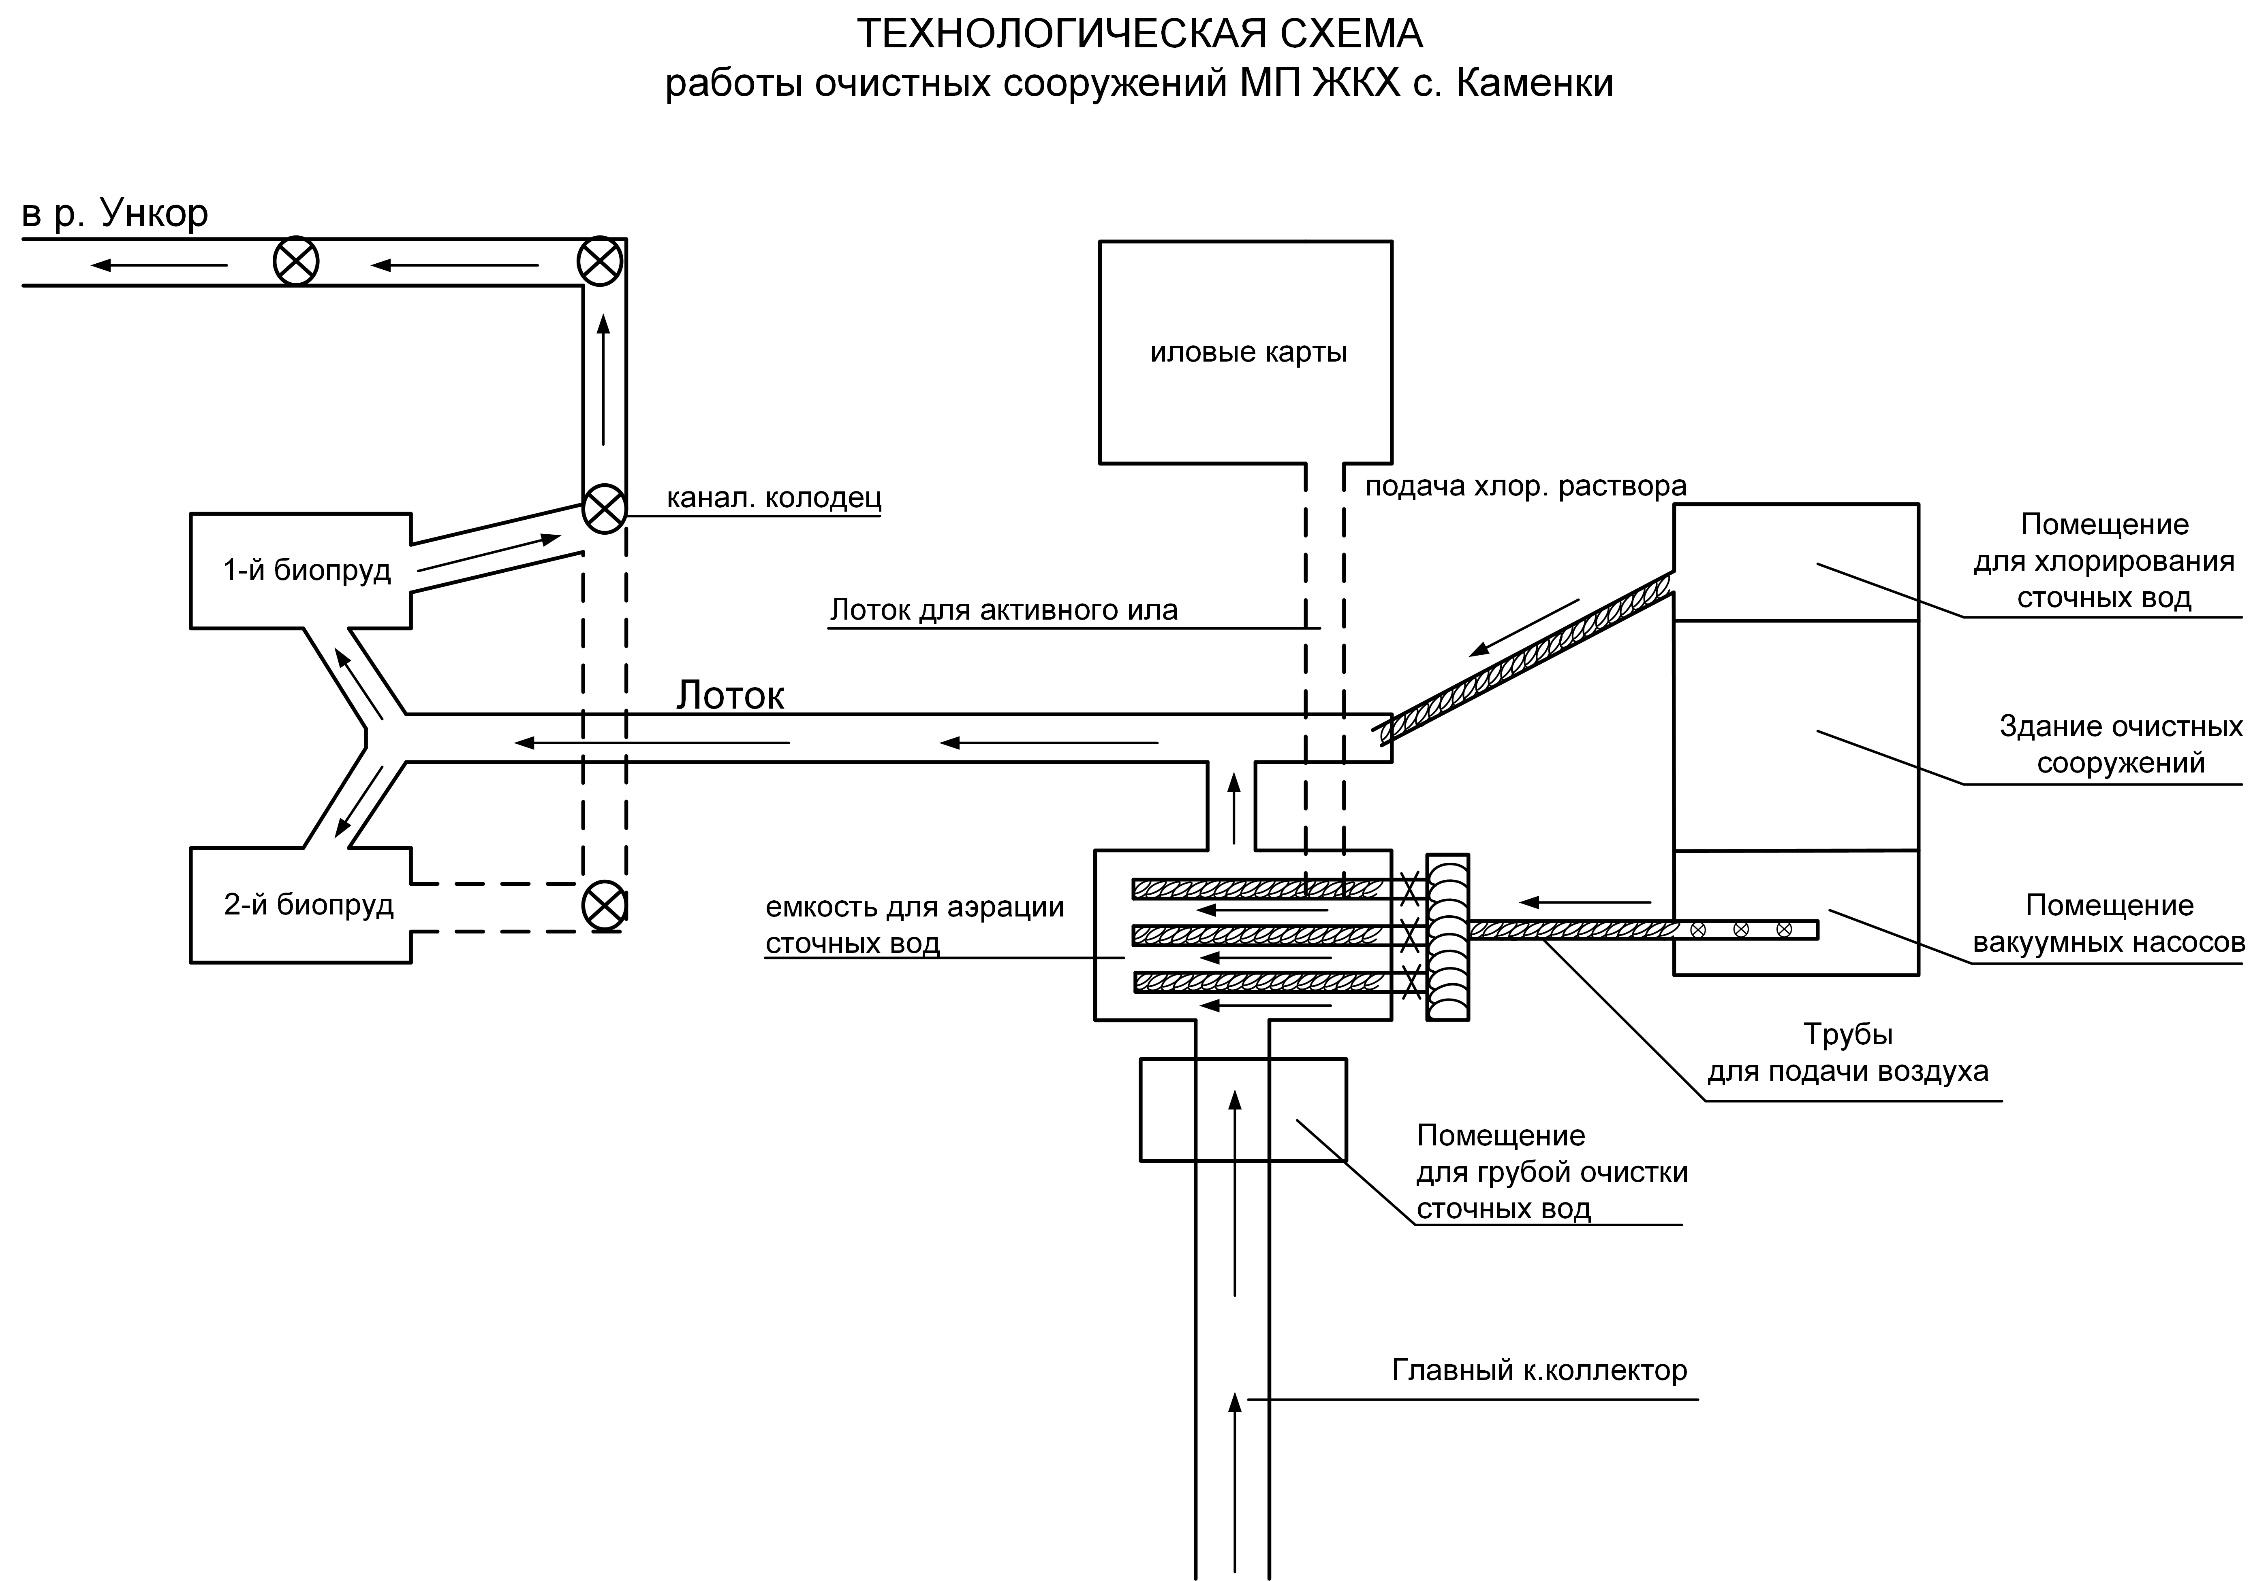 ТЕХНОЛОГИЧЕСКАЯ СХЕМА
работы очистных сооружений МП ЖКХ с. Каменки
в р. Ункор
иловые карты
подача хлор. раствора
канал. колодец
Помещение
для хлорирования
сточных вод
1-й биопруд
Лоток для активного ила
Лоток
Здание очистных
сооружений
2-й биопруд
емкость для аэрации
сточных вод
Помещение
вакуумных насосов
Трубы
для подачи воздуха
Помещение
для грубой очистки
сточных вод
Главный к.коллектор